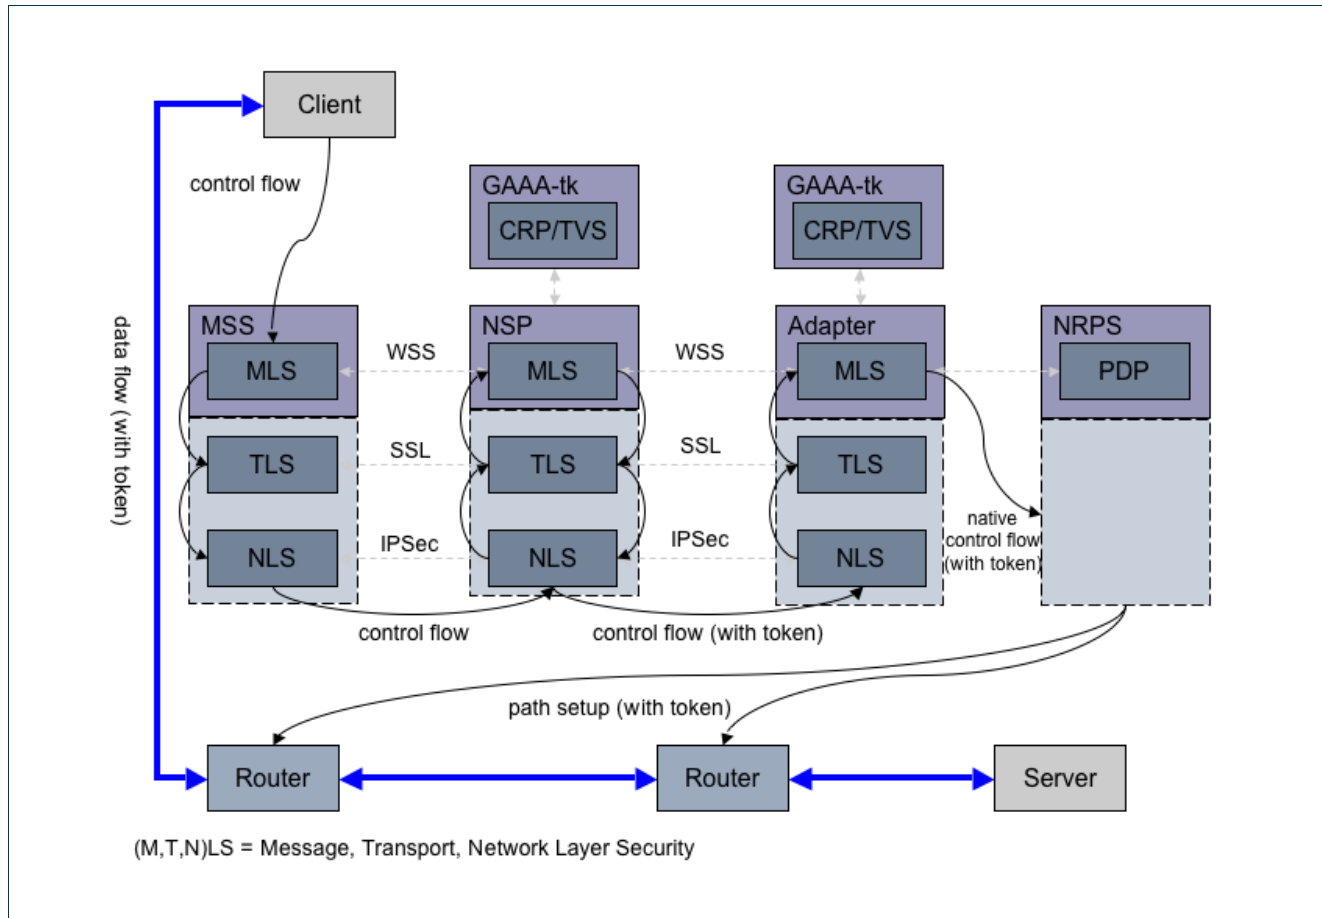 Client
control flow
GAAA-tk
CRP/TVS
GAAA-tk
CRP/TVS
data flow (with token)
MSS
MLS
TLS
NLS
WSS
SSL
IPSec
NSP
MLS
TLS
NLS
WSS
SSL
IPSec
Adapter
MLS
TLS
NLS
NRPS
PDP
native
control flow
(with token)
control flow
control flow (with token)
path setup (with token)
Router
Router
Server
(M,T,N)LS = Message, Transport, Network Layer Security